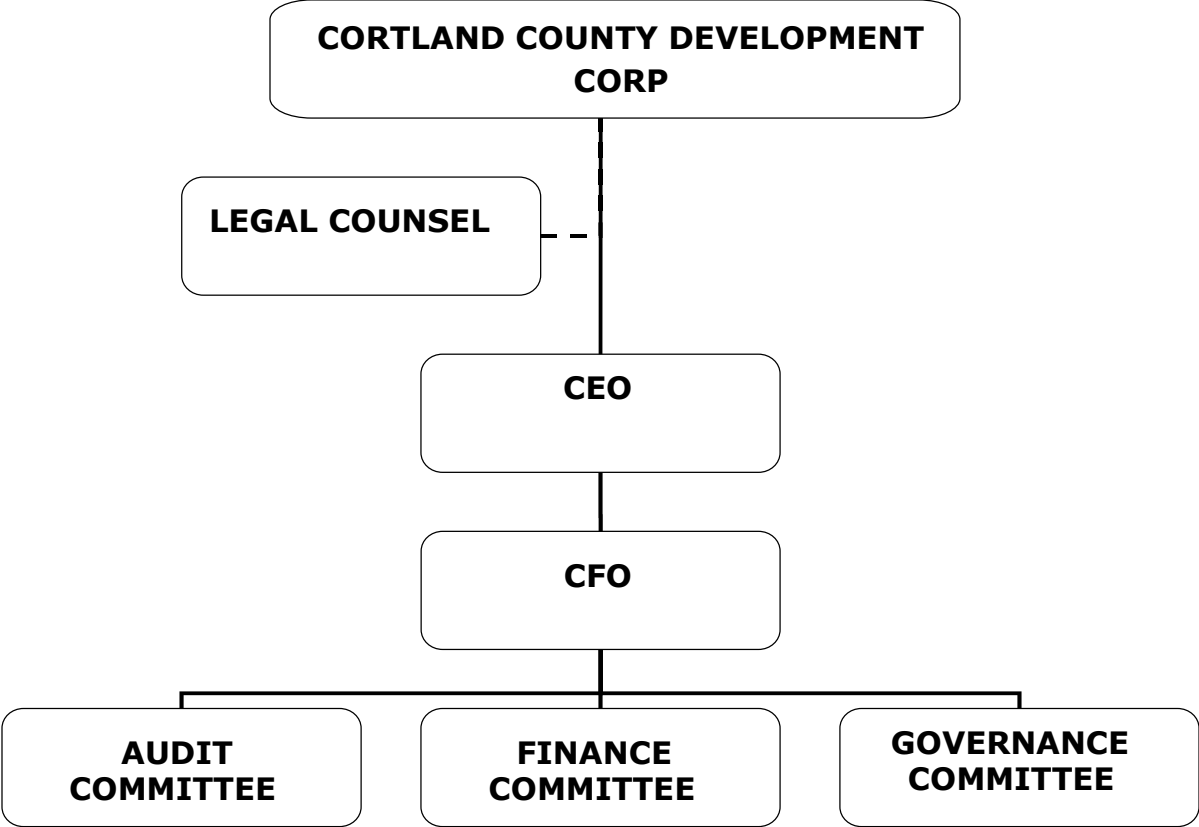 CORTLAND COUNTY DEVELOPMENT
CORP
LEGAL COUNSEL
CEO
CFO
AUDIT
COMMITTEE
FINANCE
COMMITTEE
GOVERNANCE
COMMITTEE